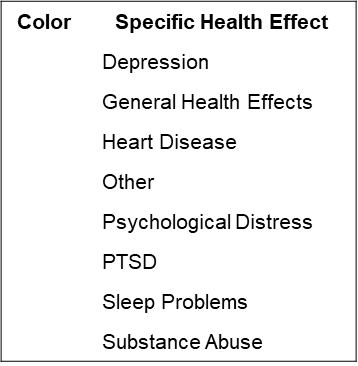 Color Specific Health Effect
Depression
General Health Effects
Heart Disease
Other
Psychological Distress
PTSD
Sleep Problems
Substance Abuse